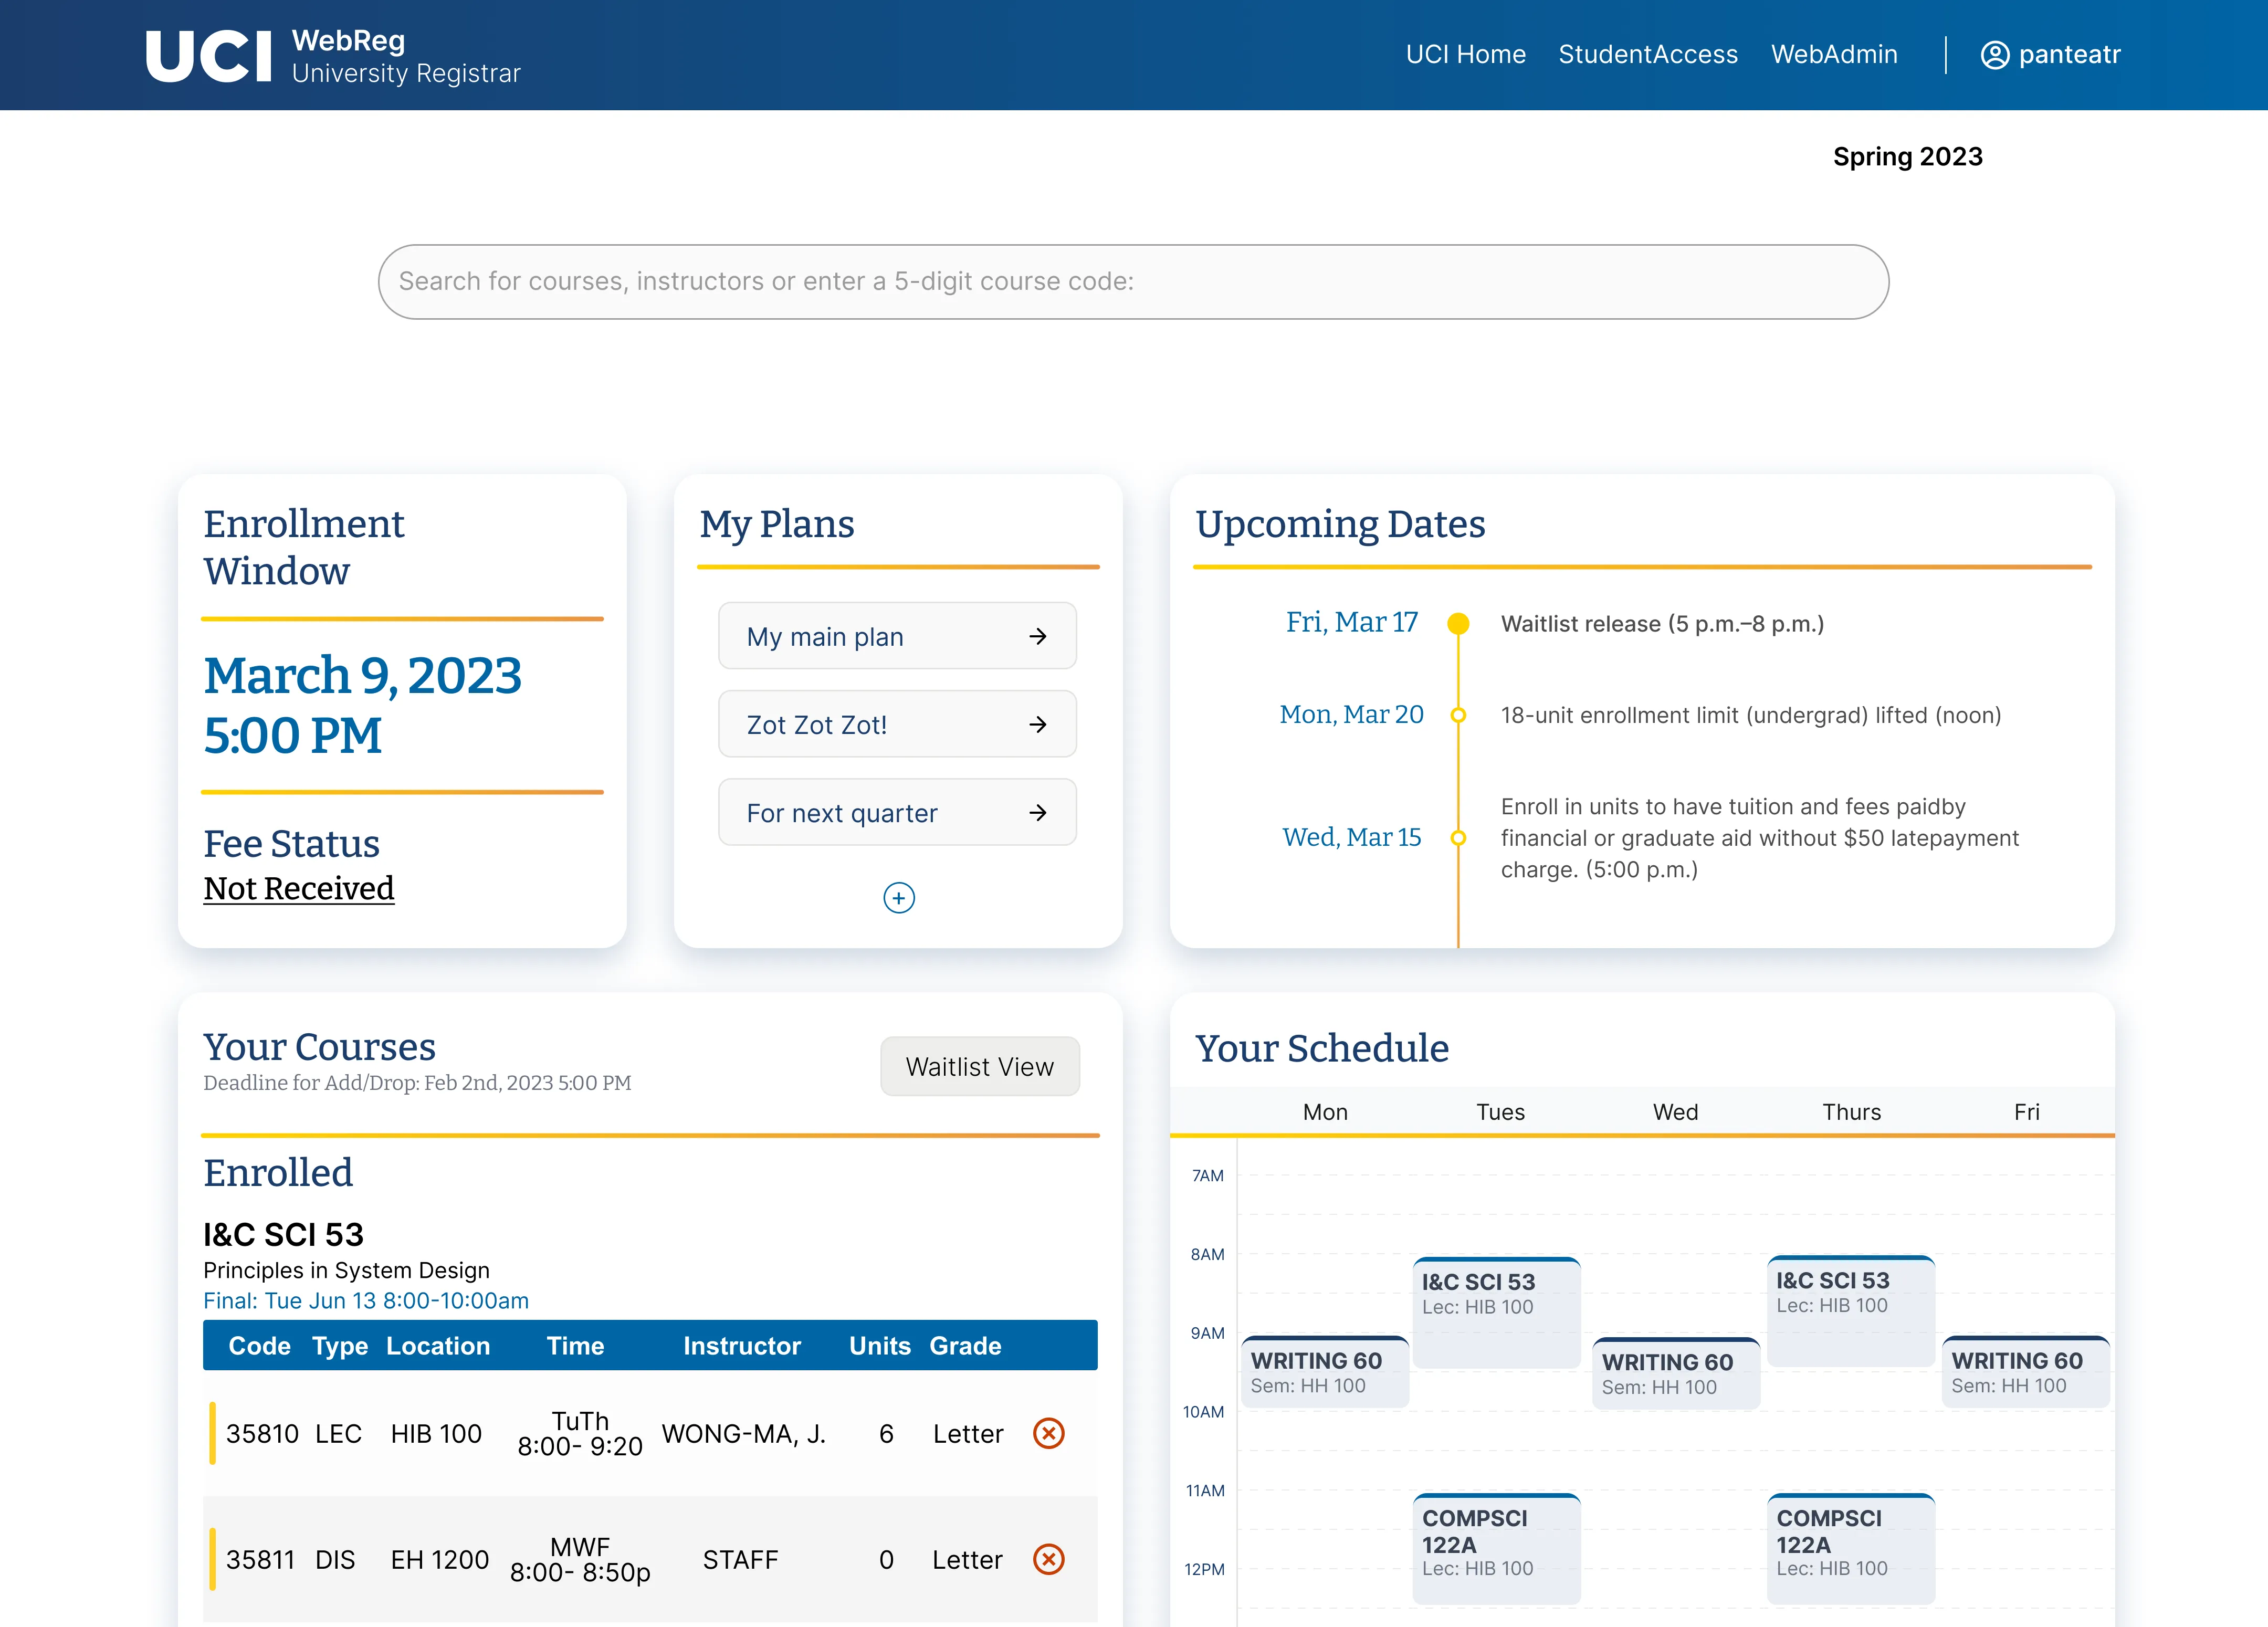 UCI WebReg
University Registrar
UCI Home StudentAccess WebAdmin panteatr
Spring 2023
Search for courses, instructors or enter a 5-digit course code:
Enrollment
Window
March 9, 2023
5:00 PM
Fee Status
Not Received
My Plans
My main plan
Zot Zot Zot!
For next quarter
Upcoming Dates
Fri, Mar 17 Waitlist release (5 p.m.–8 p.m.)
Mon, Mar 20 18-unit enrollment limit (undergrad) lifted (noon)
Wed, Mar 15
Enroll in units to have tuition and fees paidby
financial or graduate aid without $50 latepayment
charge. (5:00 p.m.)
Your Courses
Deadline for Add/Drop: Feb 2nd, 2023 5:00 PM
Waitlist View
Enrolled
I&C SCI 53
Principles in System Design
Final: Tue Jun 13 8:00-10:00am
Code Type Location Time Instructor Units Grade
35810 LEC HIB 100 TuTh 8:00- 9:20 WONG-MA, J. 6 Letter
35811 DIS EH 1200 MWF 8:00- 8:50p STAFF 0 Letter
Your Schedule
Mon Tues Wed Thurs Fri
7AM
8AM
I&C SCI 53
Lec: HIB 100
I&C SCI 53
Lec: HIB 100
9AM
WRITING 60
Sem: HH 100
WRITING 60
Sem: HH 100
WRITING 60
Sem: HH 100
10AM
11AM
COMPSCI
122A
Lec: HIB 100
COMPSCI
122A
Lec: HIB 100
12PM